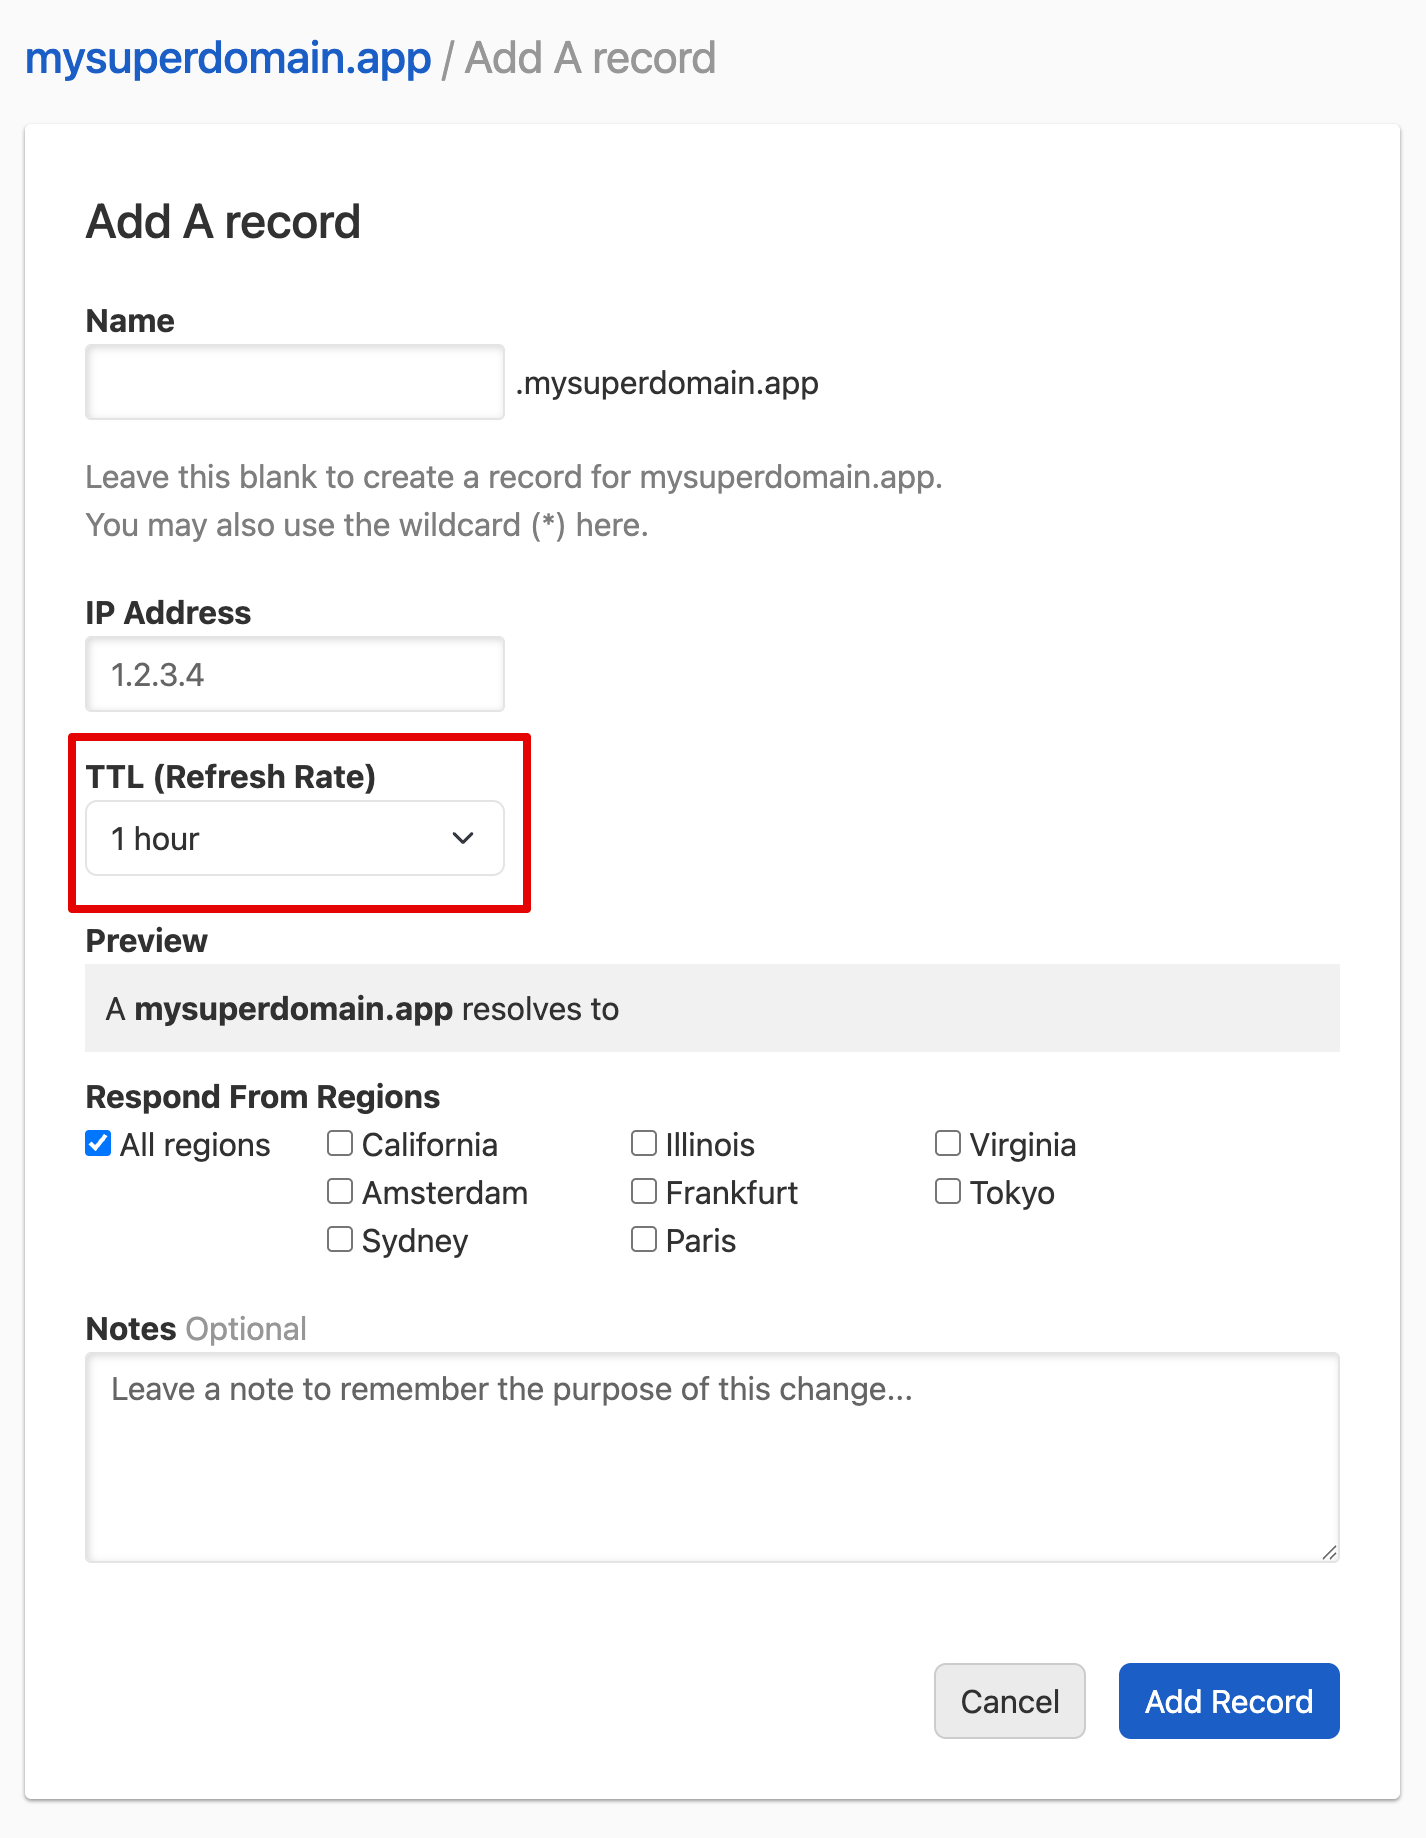 mysuperdomain.app / Add A record
Add A record
Name
.mysuperdomain.app
Leave this blank to create a record for mysuperdomain.app.
You may also use the wildcard (*) here.
IP Address
1.2.3.4
TTL (Refresh Rate)
1 hour
Preview
A mysuperdomain.app resolves to
Respond From Regions
All regions California Illinois Virginia
Amsterdam Frankfurt Tokyo
Sydney Paris
Notes Optional
Leave a note to remember the purpose of this change...
Cancel Add Record